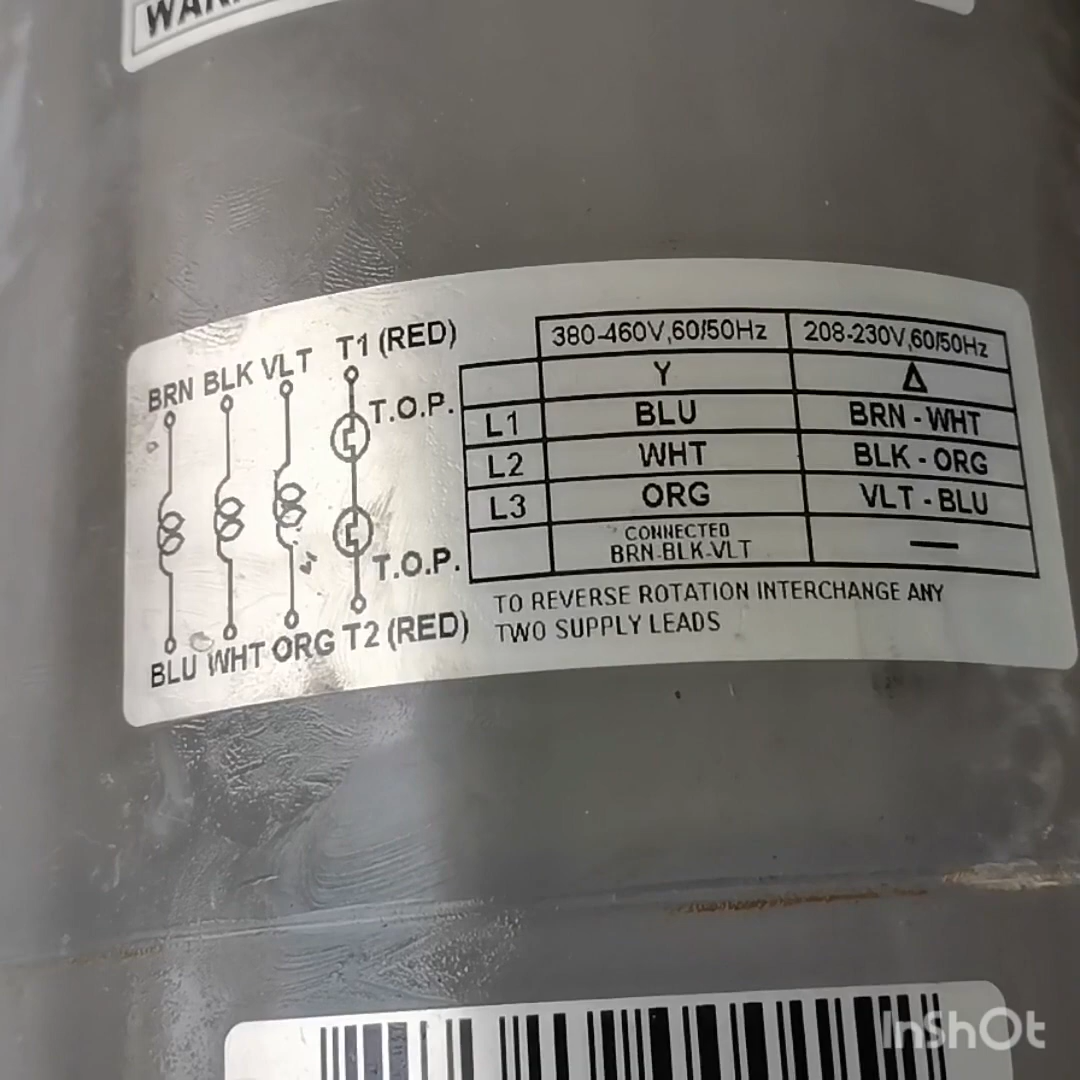 BRN BLK VLT T1 (RED)
T.O.P.
T.O.P.
BLU WHT ORG T2 (RED)
380-460V,60/50Hz 208-230V,60/50Hz
Y Δ
L1 BLU BRN - WHT
L2 WHT BLK - ORG
L3 ORG VLT - BLU
CONNECTED
BRN-BLK-VLT —
TO REVERSE ROTATION INTERCHANGE ANY
TWO SUPPLY LEADS
InShOt